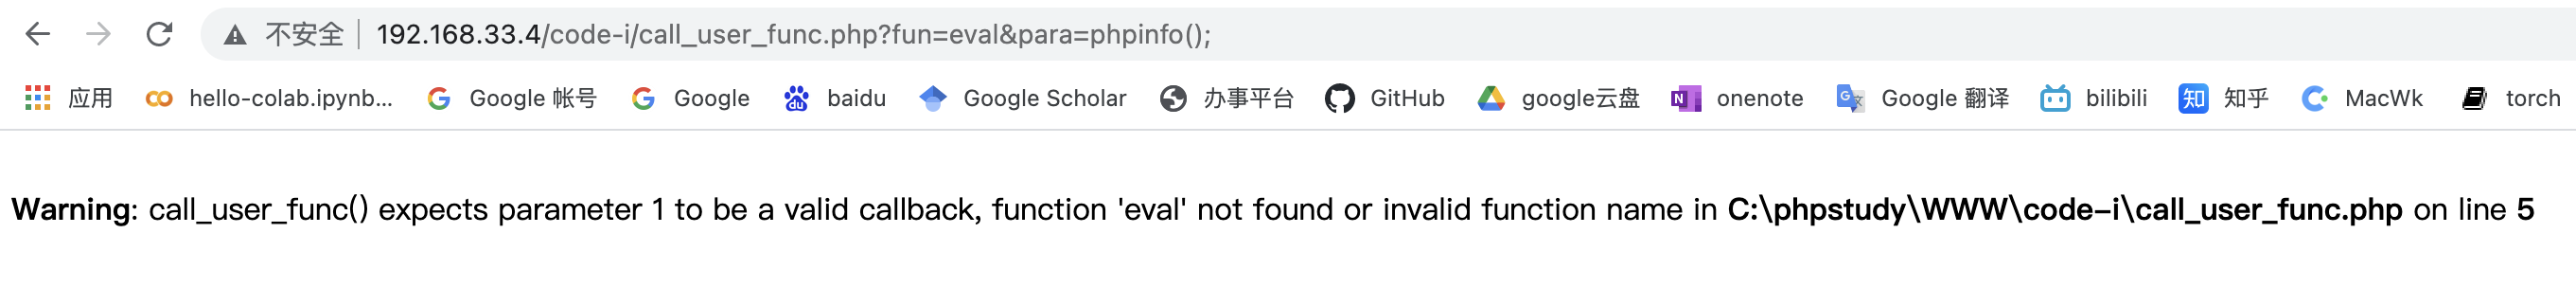 不安全 192.168.33.4/code-i/call_user_func.php?fun=eval&para=phpinfo();
应用 hello-colab.ipynb... Google 帐号 Google baidu Google Scholar 办事平台 GitHub google云盘 onenote Google 翻译 bilibili 知乎 MacWk torch
Warning: call_user_func() expects parameter 1 to be a valid callback, function 'eval' not found or invalid function name in C:\phpstudy\WWW\code-i\call_user_func.php on line 5